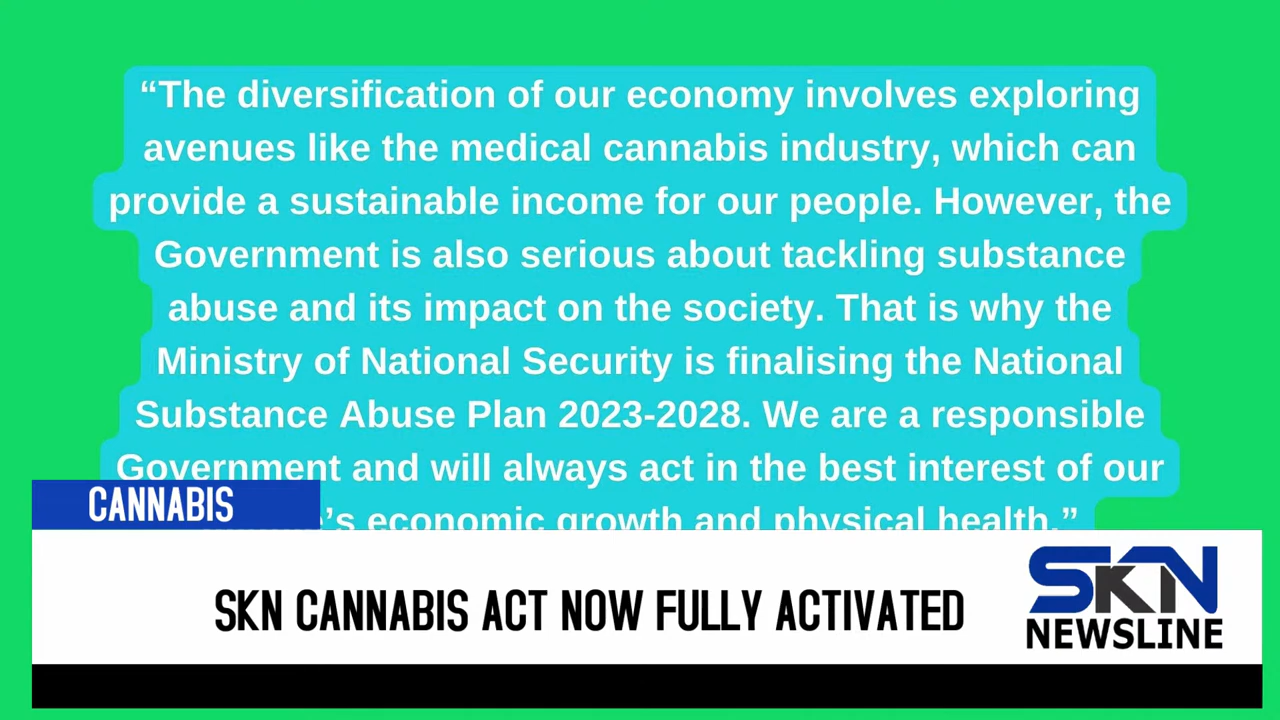 “The diversification of our economy involves exploring
avenues like the medical cannabis industry, which can
provide a sustainable income for our people. However, the
Government is also serious about tackling substance
abuse and its impact on the society. That is why the
Ministry of National Security is finalising the National
Substance Abuse Plan 2023-2028. We are a responsible
Government and will always act in the best interest of our
’s economic growth and physical health.”
CANNABIS
SKN CANNABIS ACT NOW FULLY ACTIVATED
SKN
NEWSLINE